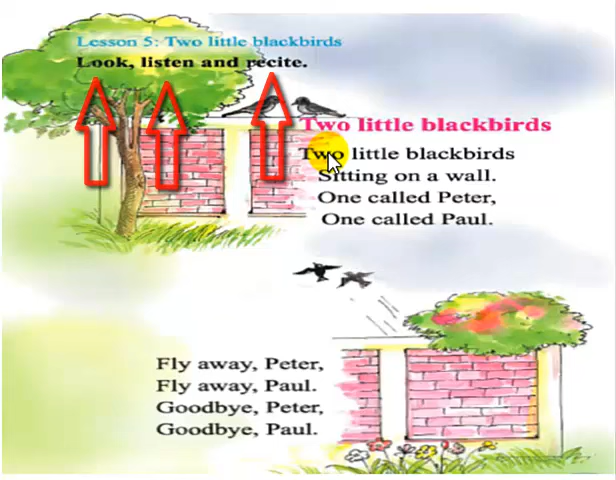 Lesson 5: Two little blackbirds
Look, listen and recite.
Two little blackbirds
Two little blackbirds
Sitting on a wall.
One called Peter,
One called Paul.
Fly away, Peter,
Fly away, Paul.
Goodbye, Peter,
Goodbye, Paul.